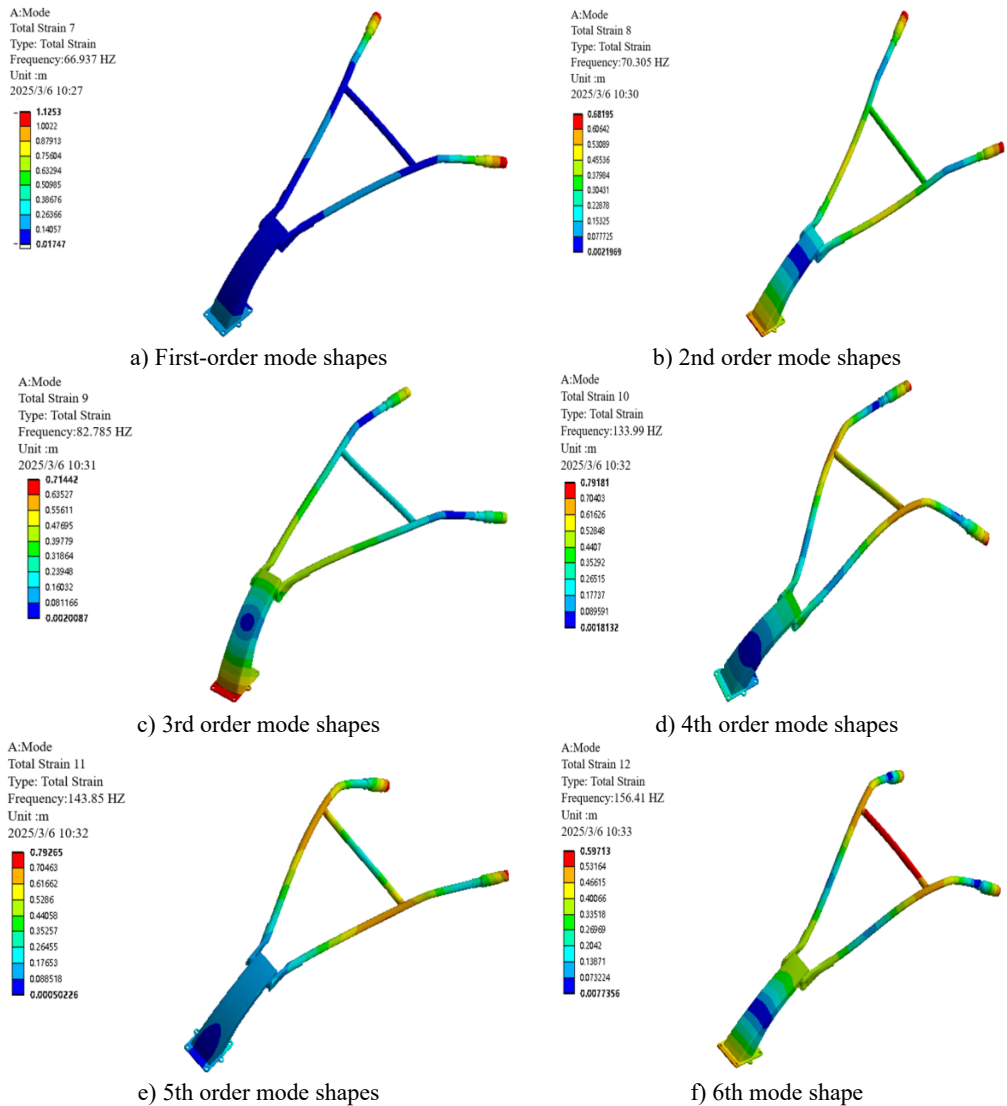 A:Mode
Total Strain 7
Type: Total Strain
Frequency:66.937 HZ
Unit :m
2025/3/6 10:27
1.1253
1.0022
0.87913
0.75604
0.63294
0.50985
0.38676
0.26366
0.14057
0.01747
a) First-order mode shapes
A:Mode
Total Strain 8
Type: Total Strain
Frequency:70.305 HZ
Unit :m
2025/3/6 10:30
0.68195
0.60642
0.53089
0.45536
0.37984
0.30431
0.22878
0.15325
0.077725
0.0021969
b) 2nd order mode shapes
A:Mode
Total Strain 9
Type: Total Strain
Frequency:82.785 HZ
Unit :m
2025/3/6 10:31
0.71442
0.63527
0.55611
0.47695
0.39779
0.31864
0.23948
0.16032
0.081166
0.0020087
c) 3rd order mode shapes
A:Mode
Total Strain 10
Type: Total Strain
Frequency:133.99 HZ
Unit :m
2025/3/6 10:32
0.79181
0.70403
0.61626
0.52848
0.4407
0.35292
0.26515
0.17737
0.089591
0.0018132
d) 4th order mode shapes
A:Mode
Total Strain 11
Type: Total Strain
Frequency:143.85 HZ
Unit :m
2025/3/6 10:32
0.79265
0.70463
0.61662
0.5286
0.44058
0.35257
0.26455
0.17653
0.088518
0.00050226
e) 5th order mode shapes
A:Mode
Total Strain 12
Type: Total Strain
Frequency:156.41 HZ
Unit :m
2025/3/6 10:33
0.59713
0.53164
0.46615
0.40066
0.33518
0.26969
0.2042
0.13871
0.073224
0.0077356
f) 6th mode shape